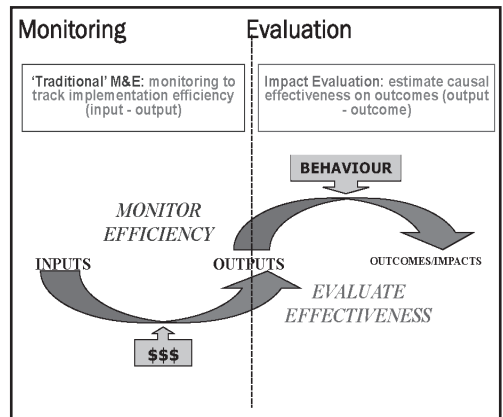 Monitoring
Evaluation
‘Traditional’ M&E: monitoring to
track implementation efficiency
(input - output)
Impact Evaluation: estimate causal
effectiveness on outcomes (output
- outcome)
BEHAVIOUR
MONITOR
EFFICIENCY
INPUTS
OUTPUTS
OUTCOMES/IMPACTS
EVALUATE
EFFECTIVENESS
$$$